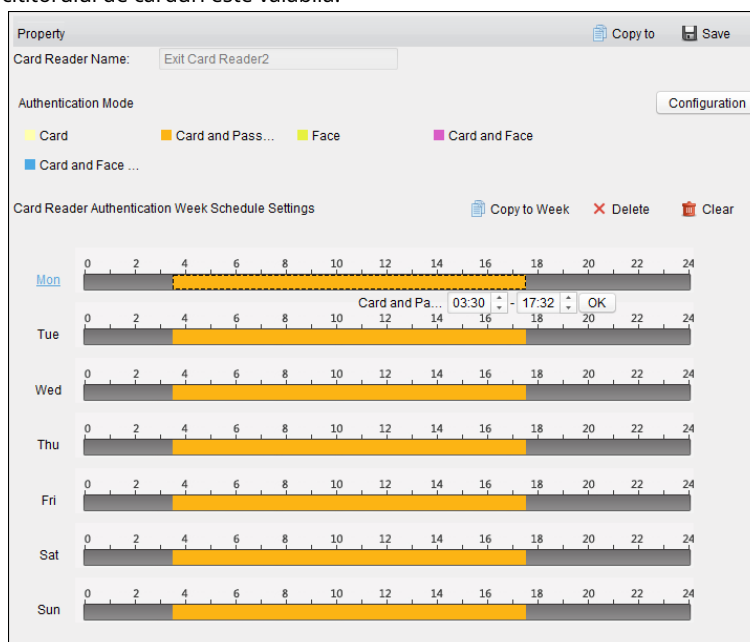 cititorului de carduri este valabilă.
Property Copy to Save
Card Reader Name: Exit Card Reader2
Authentication Mode Configuration
Card Card and Pass... Face Card and Face
Card and Face ...
Card Reader Authentication Week Schedule Settings Copy to Week Delete Clear
0 2 4 6 8 10 12 14 16 18 20 22 24
Mon
Card and Pa... 03:30 - 17:32 OK
0 2 4 6 8 10 12 14 16 18 20 22 24
Tue
0 2 4 6 8 10 12 14 16 18 20 22 24
Wed
0 2 4 6 8 10 12 14 16 18 20 22 24
Thu
0 2 4 6 8 10 12 14 16 18 20 22 24
Fri
0 2 4 6 8 10 12 14 16 18 20 22 24
Sat
0 2 4 6 8 10 12 14 16 18 20 22 24
Sun